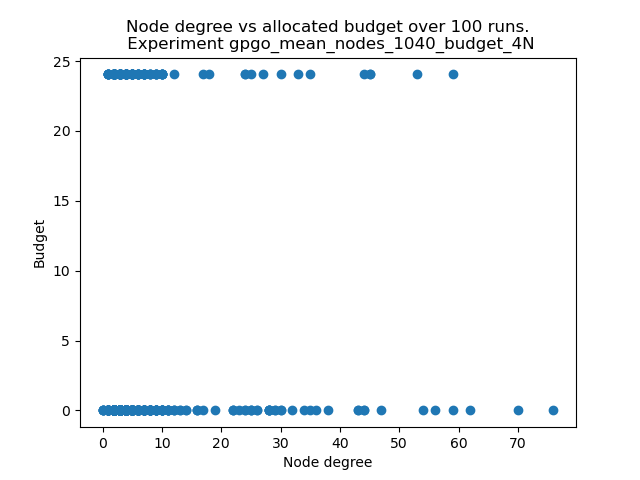 Node degree vs allocated budget over 100 runs.
Experiment gpgo_mean_nodes_1040_budget_4N
25
20
15
10
5
0
Budget
0 10 20 30 40 50 60 70
Node degree